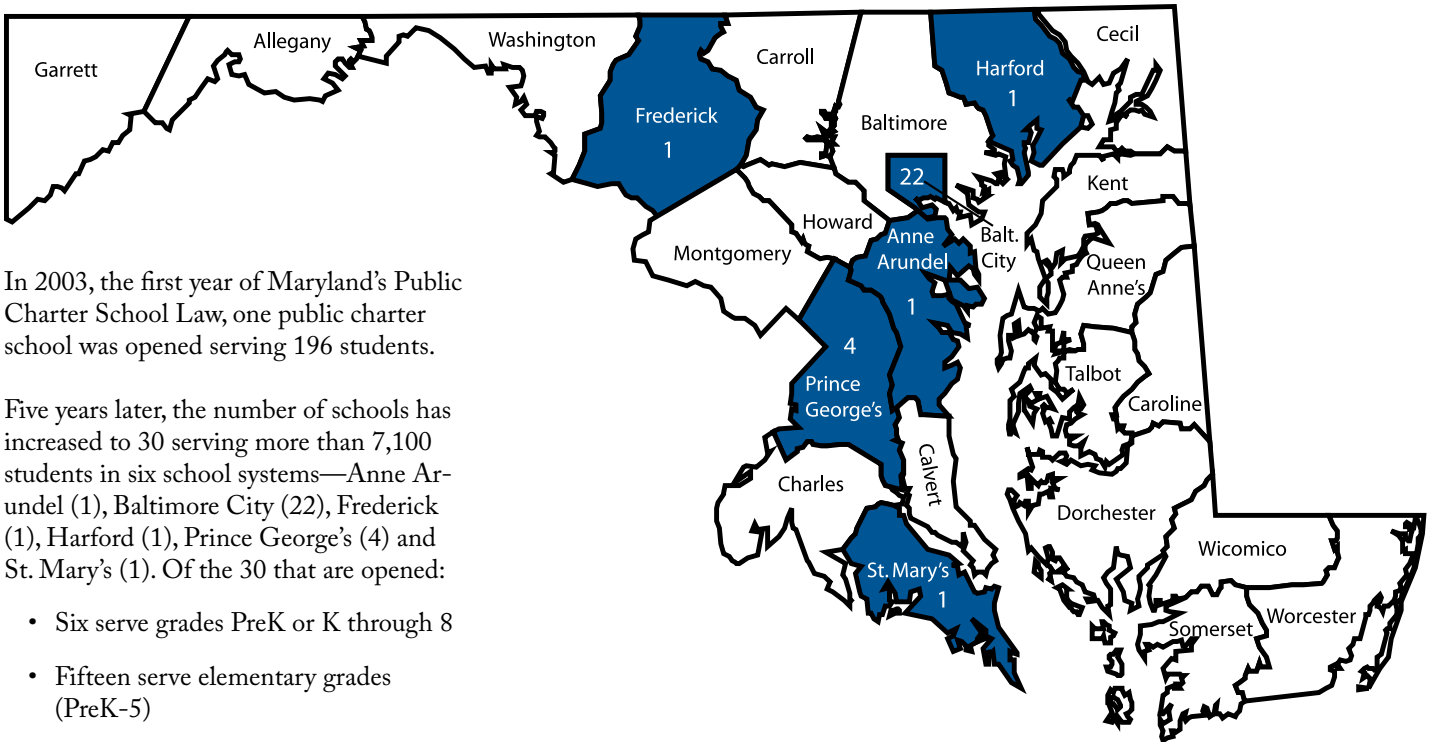 Garrett
Allegany
Washington
Frederick
1
Carroll
Baltimore
Harford
1
Cecil
22
Balt.
City
Kent
Howard
Montgomery
Anne
Arundel
1
Queen
Anne's
4
Prince
George's
Talbot
Caroline
Calvert
Charles
Dorchester
St. Mary's
1
Wicomico
Somerset
Worcester
In 2003, the first year of Maryland's Public
Charter School Law, one public charter
school was opened serving 196 students.
Five years later, the number of schools has
increased to 30 serving more than 7,100
students in six school systems—Anne Ar-
undel (1), Baltimore City (22), Frederick
(1), Harford (1), Prince George's (4) and
St. Mary's (1). Of the 30 that are opened:
• Six serve grades PreK or K through 8
• Fifteen serve elementary grades
(PreK-5)